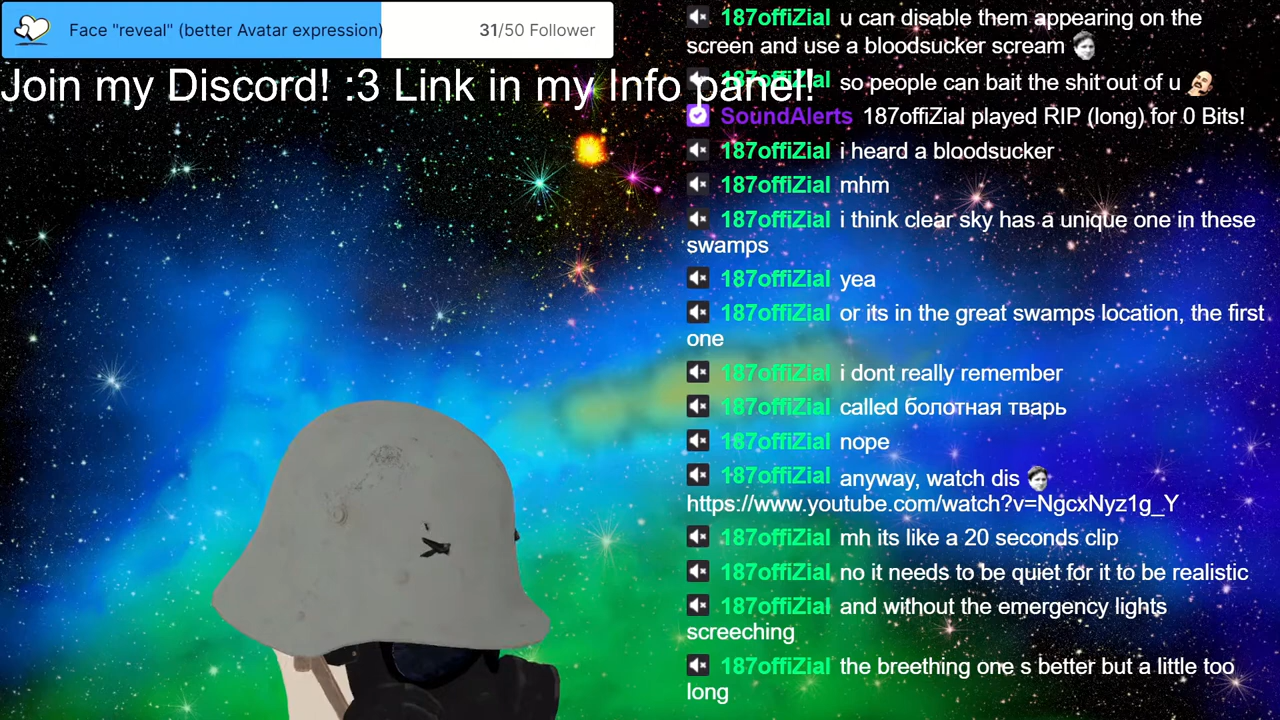 Face "reveal" (better Avatar expression)
31/50 Follower
Join my Discord! :3 Link in my Info panel!
187offiZial u can disable them appearing on the
screen and use a bloodsucker scream
187offiZial so people can bait the shit out of u
SoundAlerts 187offiZial played RIP (long) for 0 Bits!
187offiZial i heard a bloodsucker
187offiZial mhm
187offiZial i think clear sky has a unique one in these
swamps
187offiZial yea
187offiZial or its in the great swamps location, the first
one
187offiZial i dont really remember
187offiZial called болотная тварь
187offiZial nope
187offiZial anyway, watch dis
https://www.youtube.com/watch?v=NgcxNyz1g_Y
187offiZial mh its like a 20 seconds clip
187offiZial no it needs to be quiet for it to be realistic
187offiZial and without the emergency lights
screeching
187offiZial the breething one s better but a little too
long